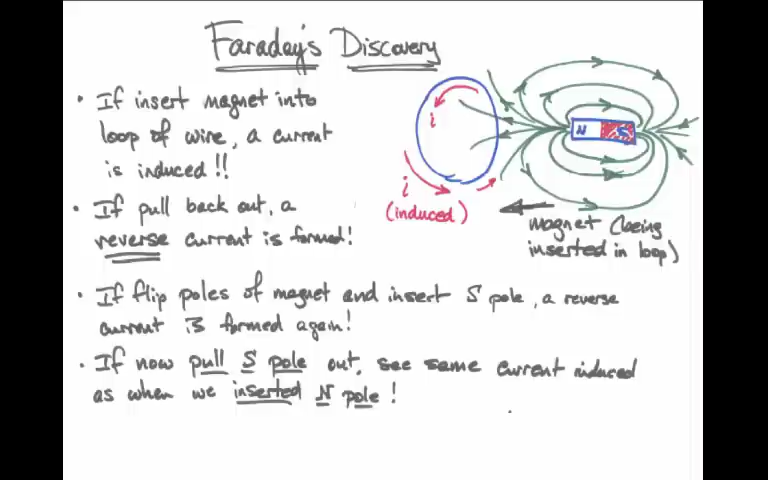 Faraday's Discovery
• If insert magnet into
loop of wire, a current
is induced!!
• If pull back out, a
reverse current is formed!
i
i
(induced)
N S
magnet (being
inserted in loop)
• If flip poles of magnet and insert S pole, a reverse
current is formed again!
• If now pull S pole out, see same current induced
as when we inserted N pole!